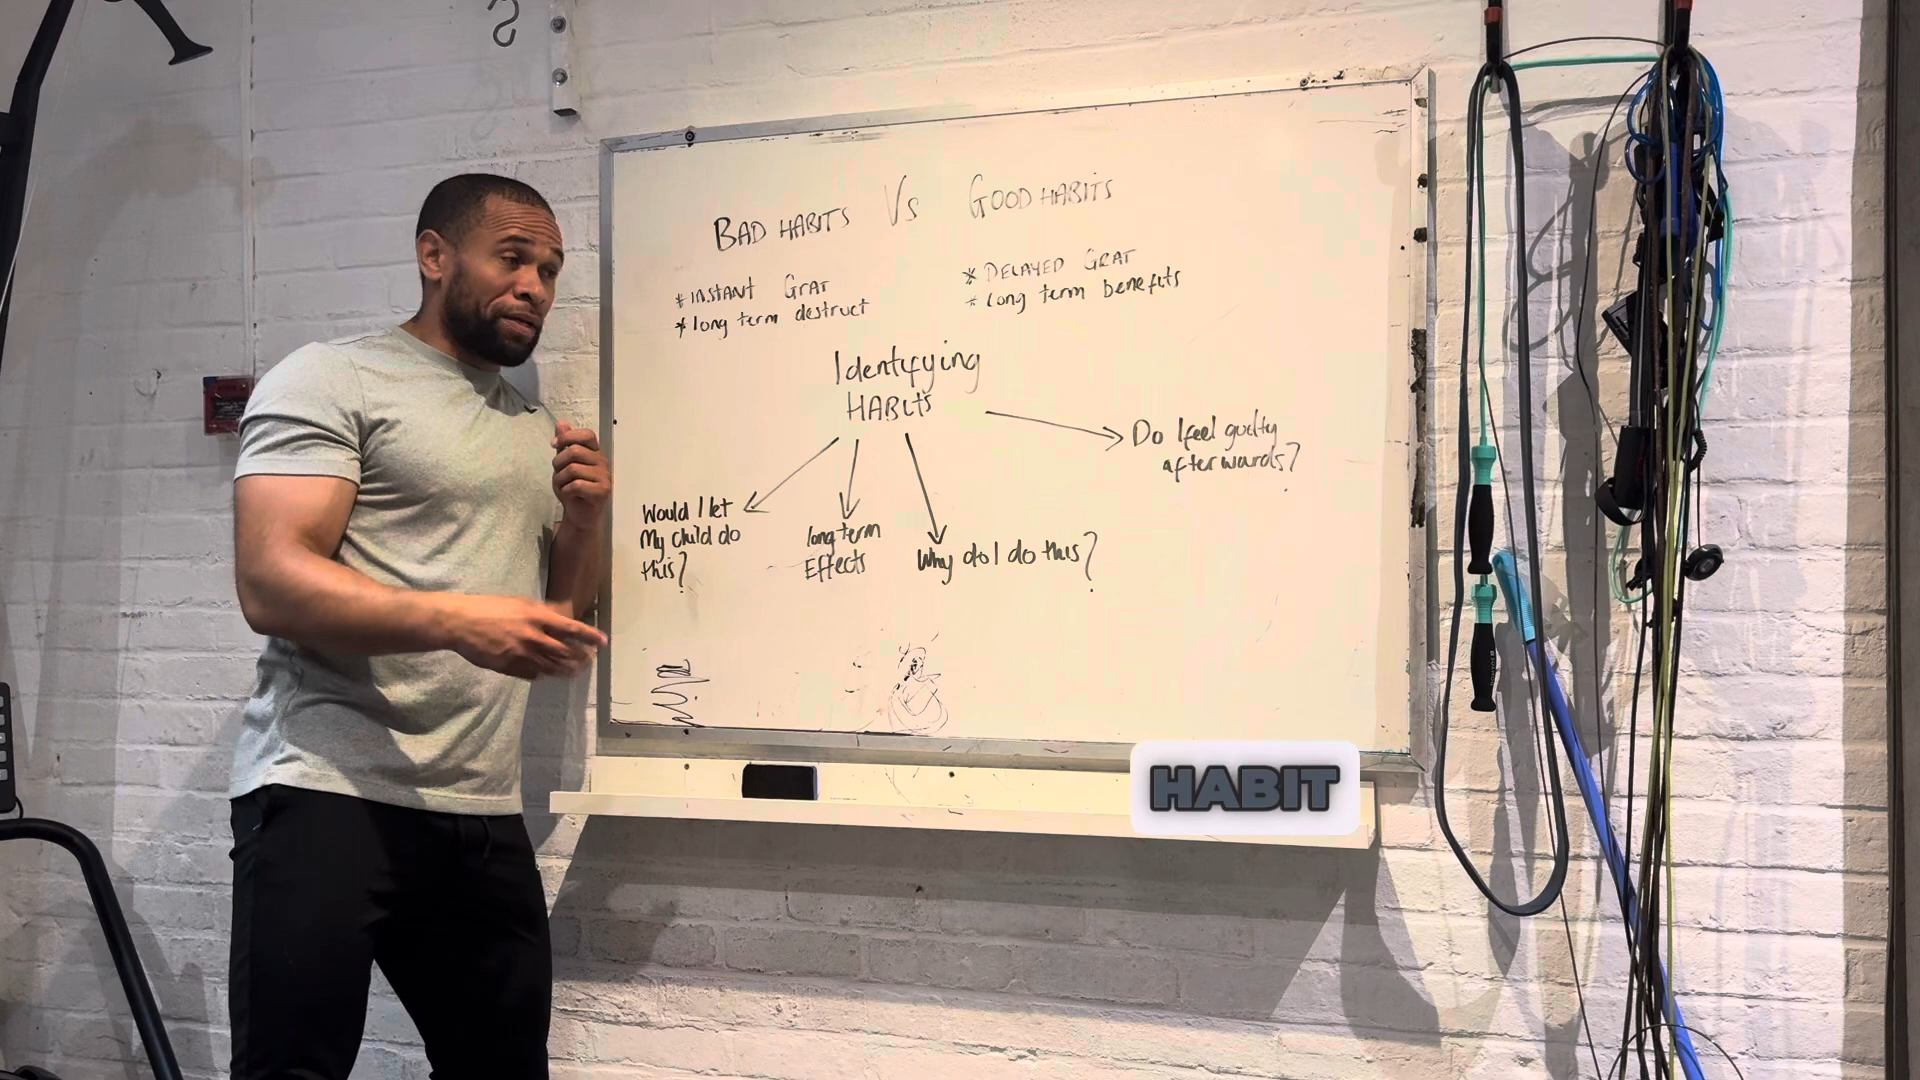 BAD HABITS Vs GOOD HABITS
* INSTANT GRAT
* long term destruct
* DELAYED GRAT
* long term benefits
Identifying
HABITS
Do I feel guilty
afterwards?
Would I let
My child do
this?
long term
Effects
Why do I do this?
HABIT